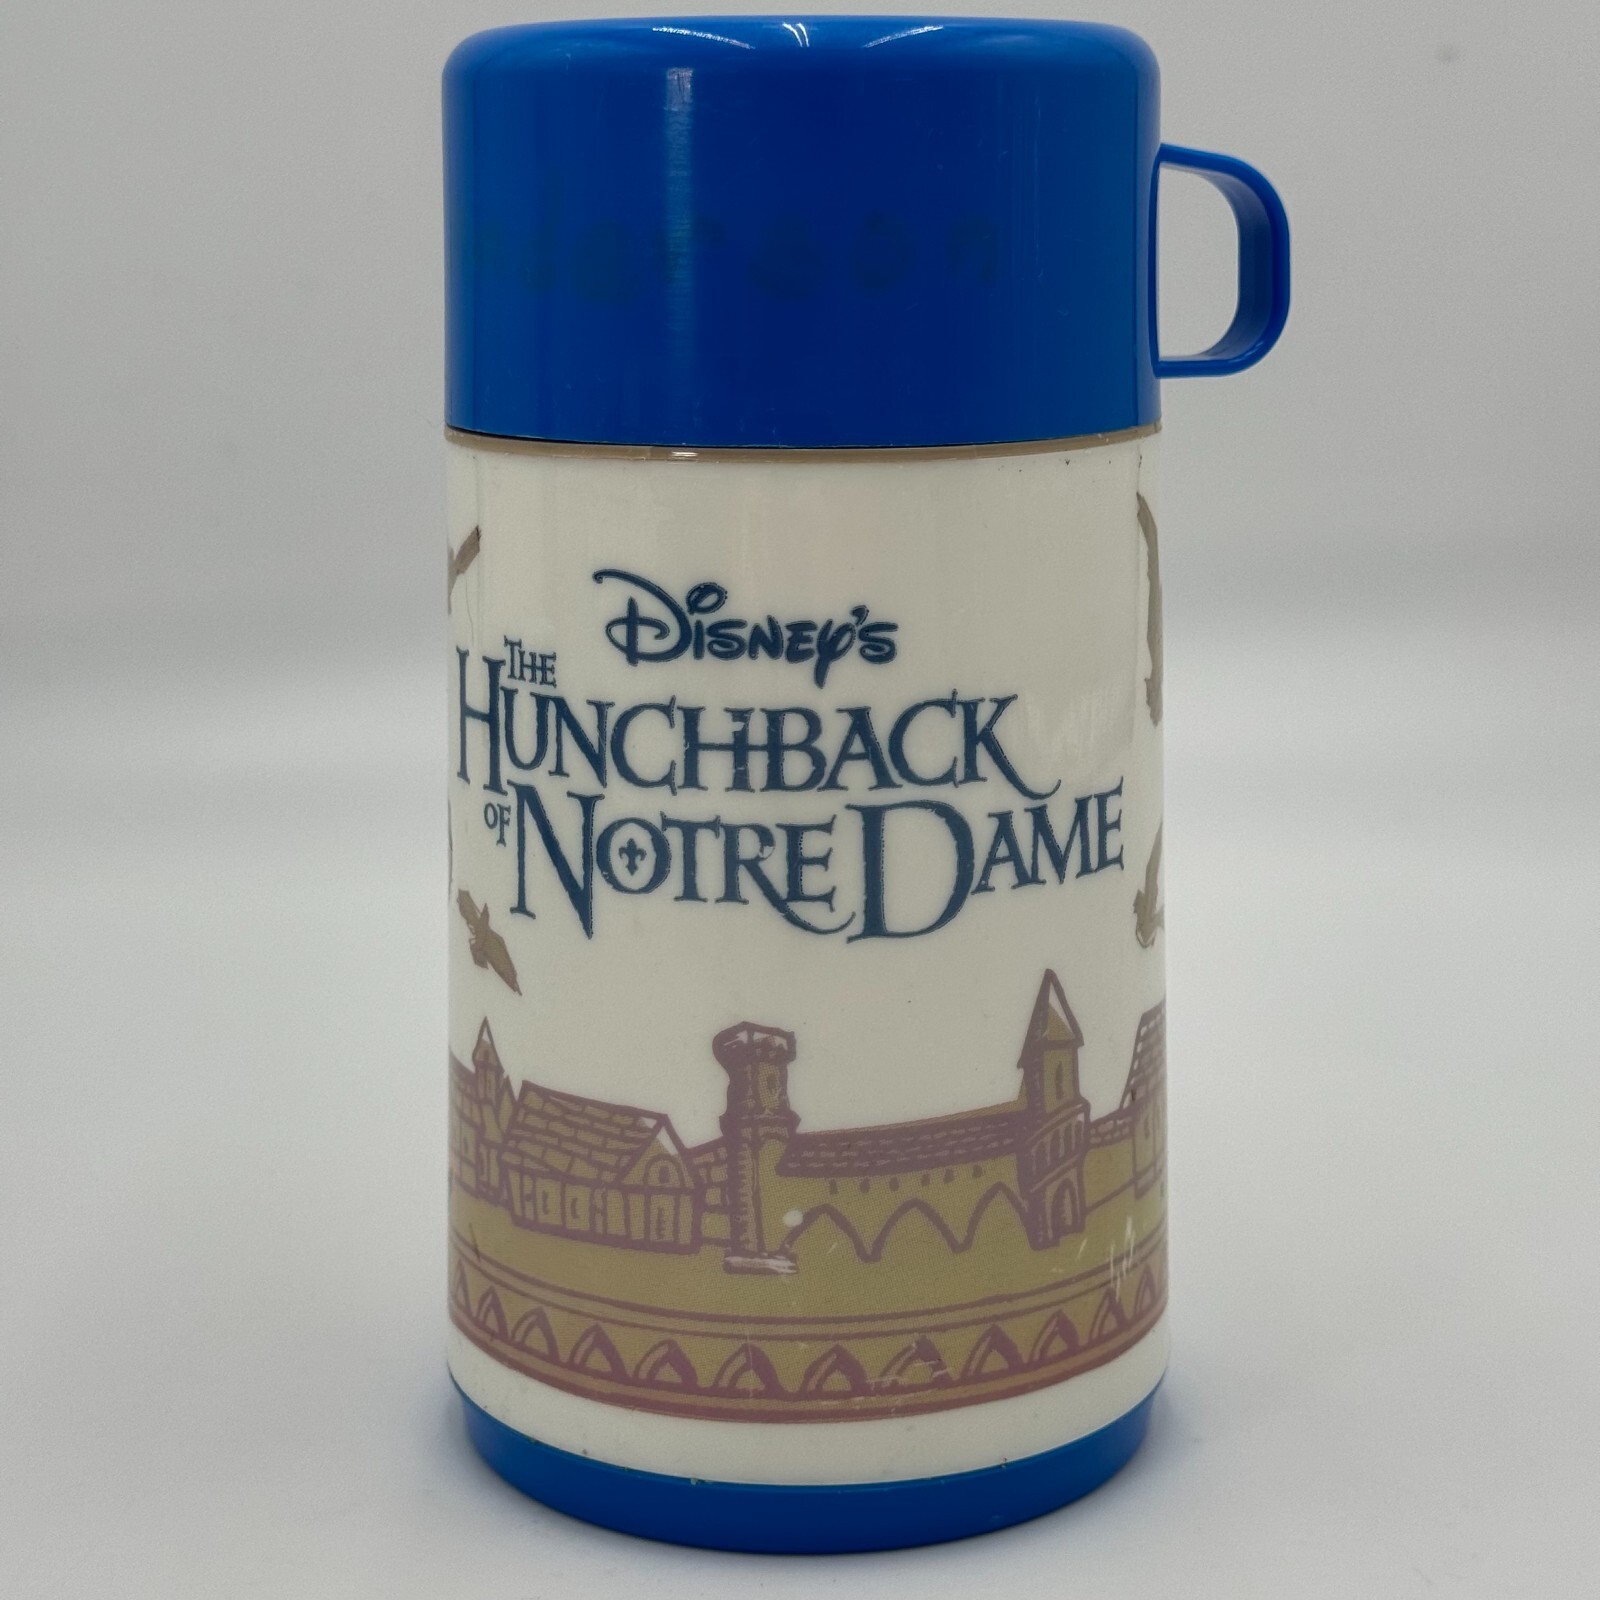 Disney's
The
Hunchback
of Notre Dame